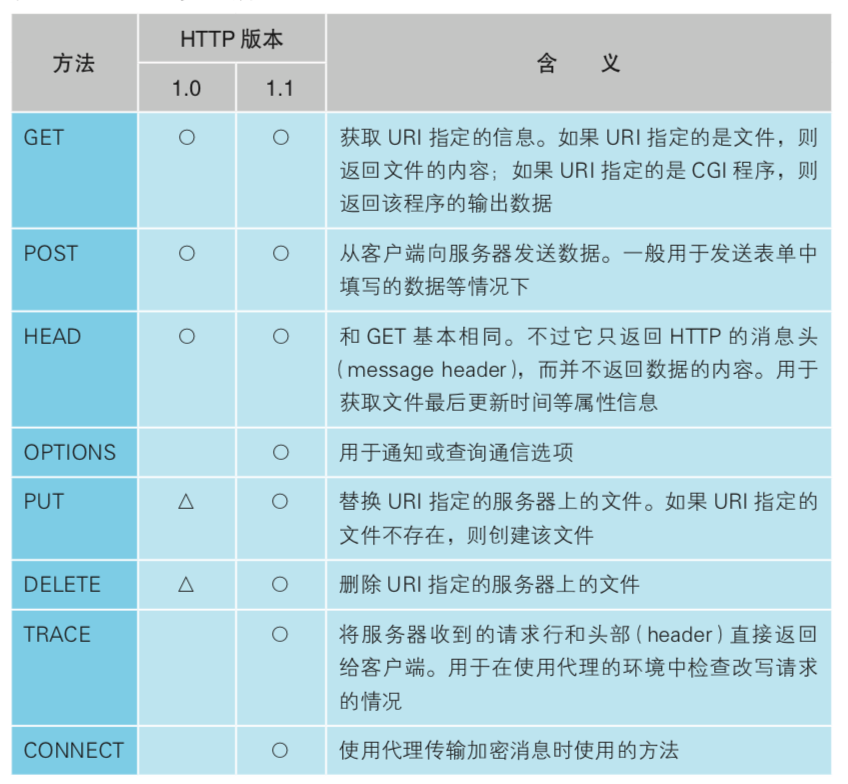 方法
HTTP 版本
含 义
1.0 1.1
GET ○ ○ 获取 URI 指定的信息。如果 URI 指定的是文件，则
返回文件的内容；如果 URI 指定的是 CGI 程序，则
返回该程序的输出数据
POST ○ ○ 从客户端向服务器发送数据。一般用于发送表单中
填写的数据等情况下
HEAD ○ ○ 和 GET 基本相同。不过它只返回 HTTP 的消息头
(message header)，而并不返回数据的内容。用于
获取文件最后更新时间等属性信息
OPTIONS ○ 用于通知或查询通信选项
PUT △ ○ 替换 URI 指定的服务器上的文件。如果 URI 指定的
文件不存在，则创建该文件
DELETE △ ○ 删除 URI 指定的服务器上的文件
TRACE ○ 将服务器收到的请求行和头部(header)直接返回
给客户端。用于在使用代理的环境中检查改写请求
的情况
CONNECT ○ 使用代理传输加密消息时使用的方法